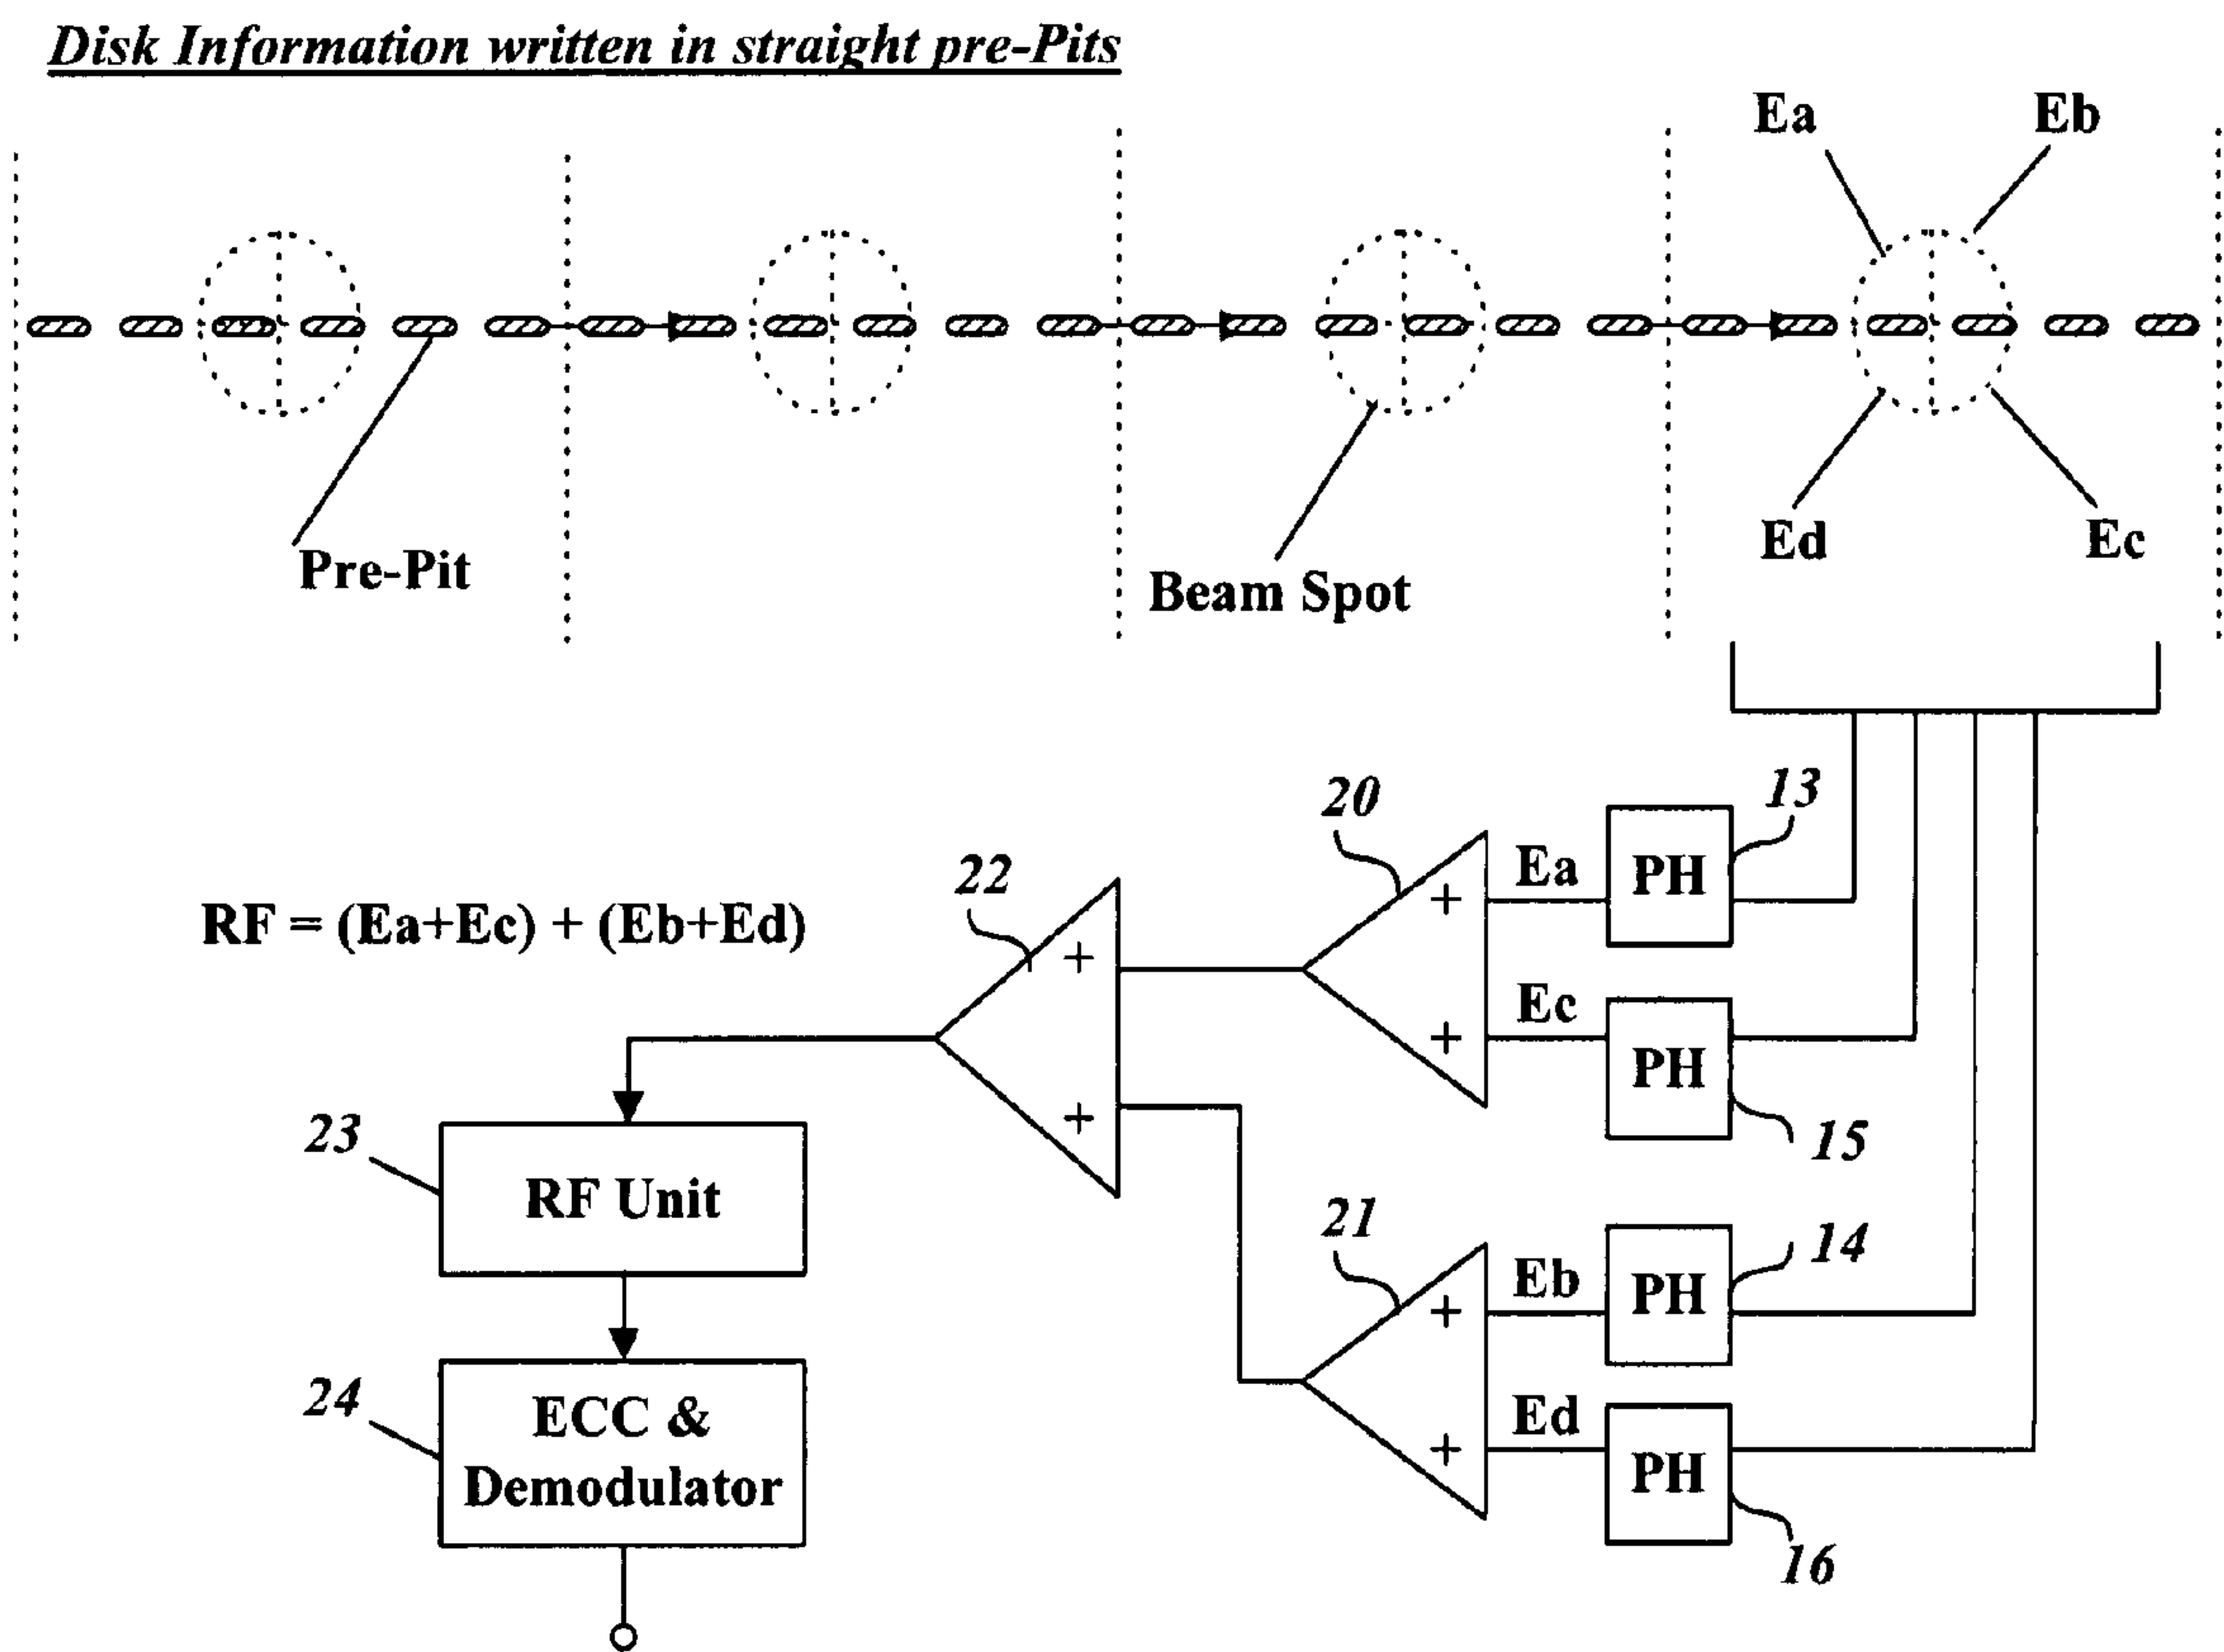 Disk Information written in straight pre-Pits
Ea
Eb
Pre-Pit
Beam Spot
Ed
Ec
RF = (Ea+Ec) + (Eb+Ed)
22
+
+
20
+
+
Ea
Ec
PH
13
PH
15
21
+
+
Eb
Ed
PH
14
PH
16
23
RF Unit
24
ECC &
Demodulator